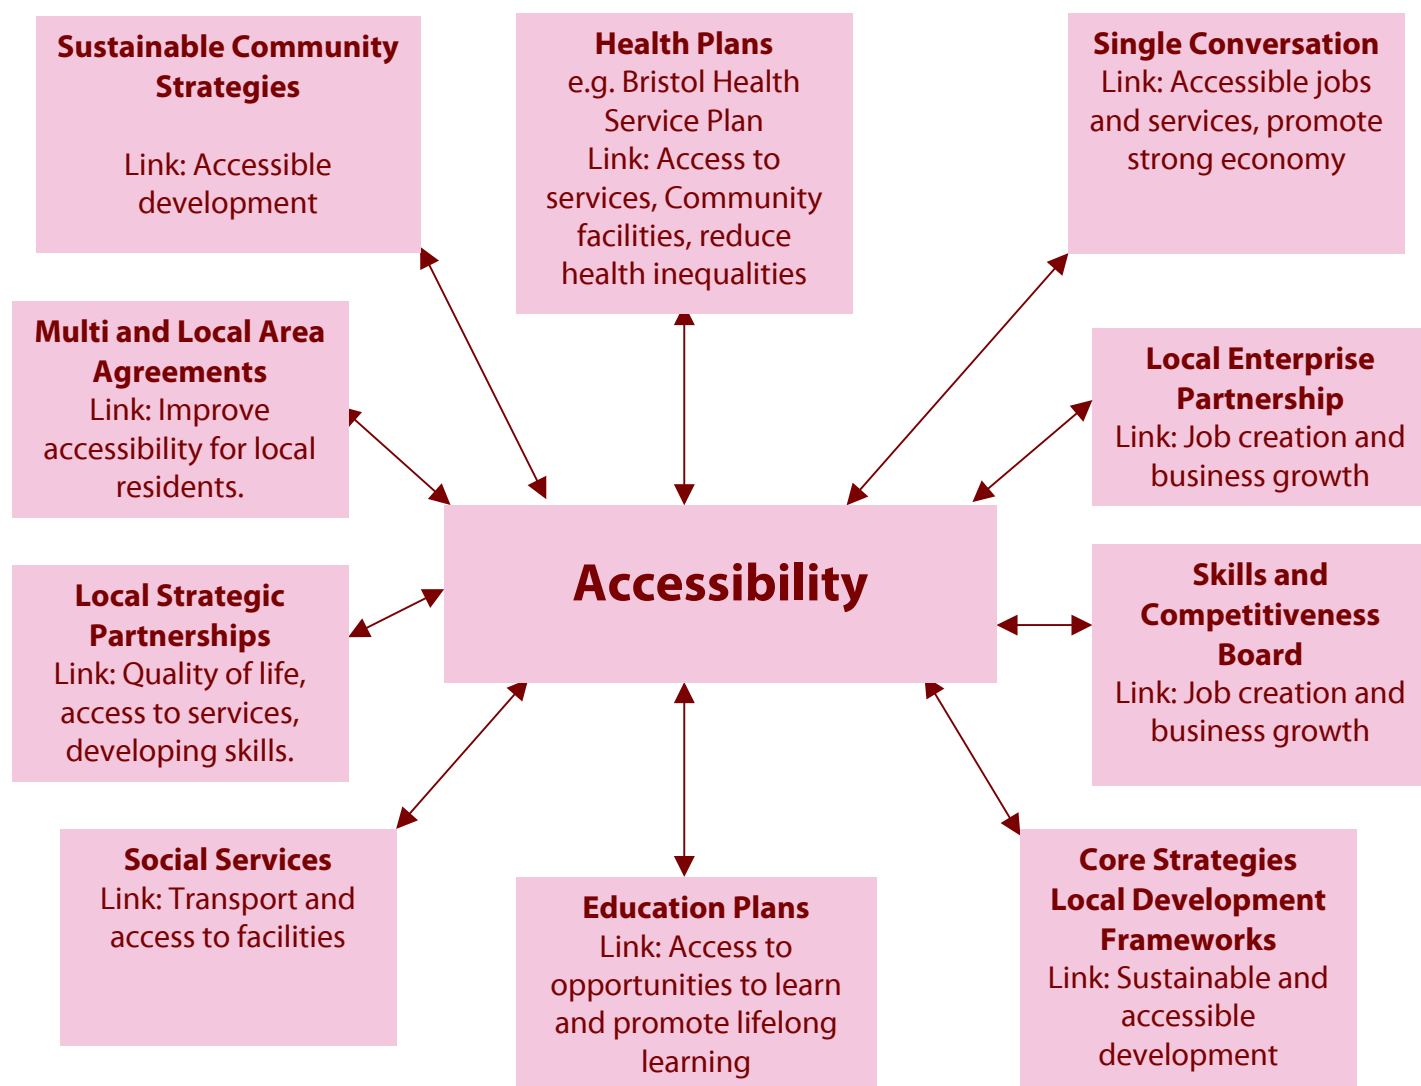 Sustainable Community
Strategies
Link: Accessible
development
Health Plans
e.g. Bristol Health
Service Plan
Link: Access to
services, Community
facilities, reduce
health inequalities
Single Conversation
Link: Accessible jobs
and services, promote
strong economy
Multi and Local Area
Agreements
Link: Improve
accessibility for local
residents.
Local Enterprise
Partnership
Link: Job creation and
business growth
Accessibility
Local Strategic
Partnerships
Link: Quality of life,
access to services,
developing skills.
Skills and
Competitiveness
Board
Link: Job creation and
business growth
Social Services
Link: Transport and
access to facilities
Education Plans
Link: Access to
opportunities to learn
and promote lifelong
learning
Core Strategies
Local Development
Frameworks
Link: Sustainable and
accessible
development